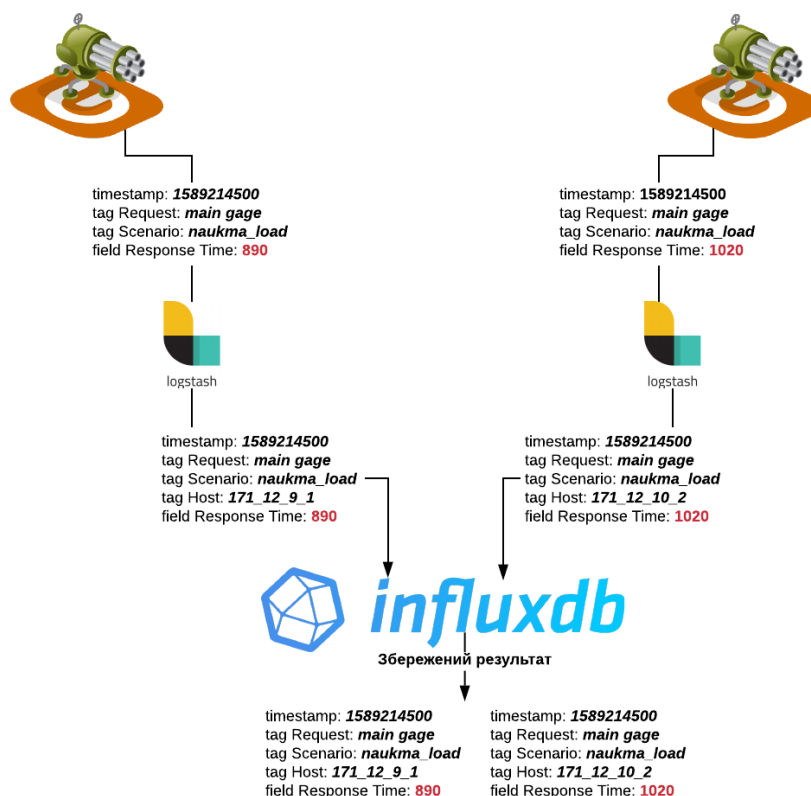 timestamp: 1589214500
tag Request: main gage
tag Scenario: naukma_load
field Response Time: 890
timestamp: 1589214500
tag Request: main gage
tag Scenario: naukma_load
field Response Time: 1020
logstash
logstash
timestamp: 1589214500
tag Request: main gage
tag Scenario: naukma_load
tag Host: 171_12_9_1
field Response Time: 890
timestamp: 1589214500
tag Request: main gage
tag Scenario: naukma_load
tag Host: 171_12_10_2
field Response Time: 1020
influxdb
Збережений результат
timestamp: 1589214500
tag Request: main gage
tag Scenario: naukma_load
tag Host: 171_12_9_1
field Response Time: 890
timestamp: 1589214500
tag Request: main gage
tag Scenario: naukma_load
tag Host: 171_12_10_2
field Response Time: 1020